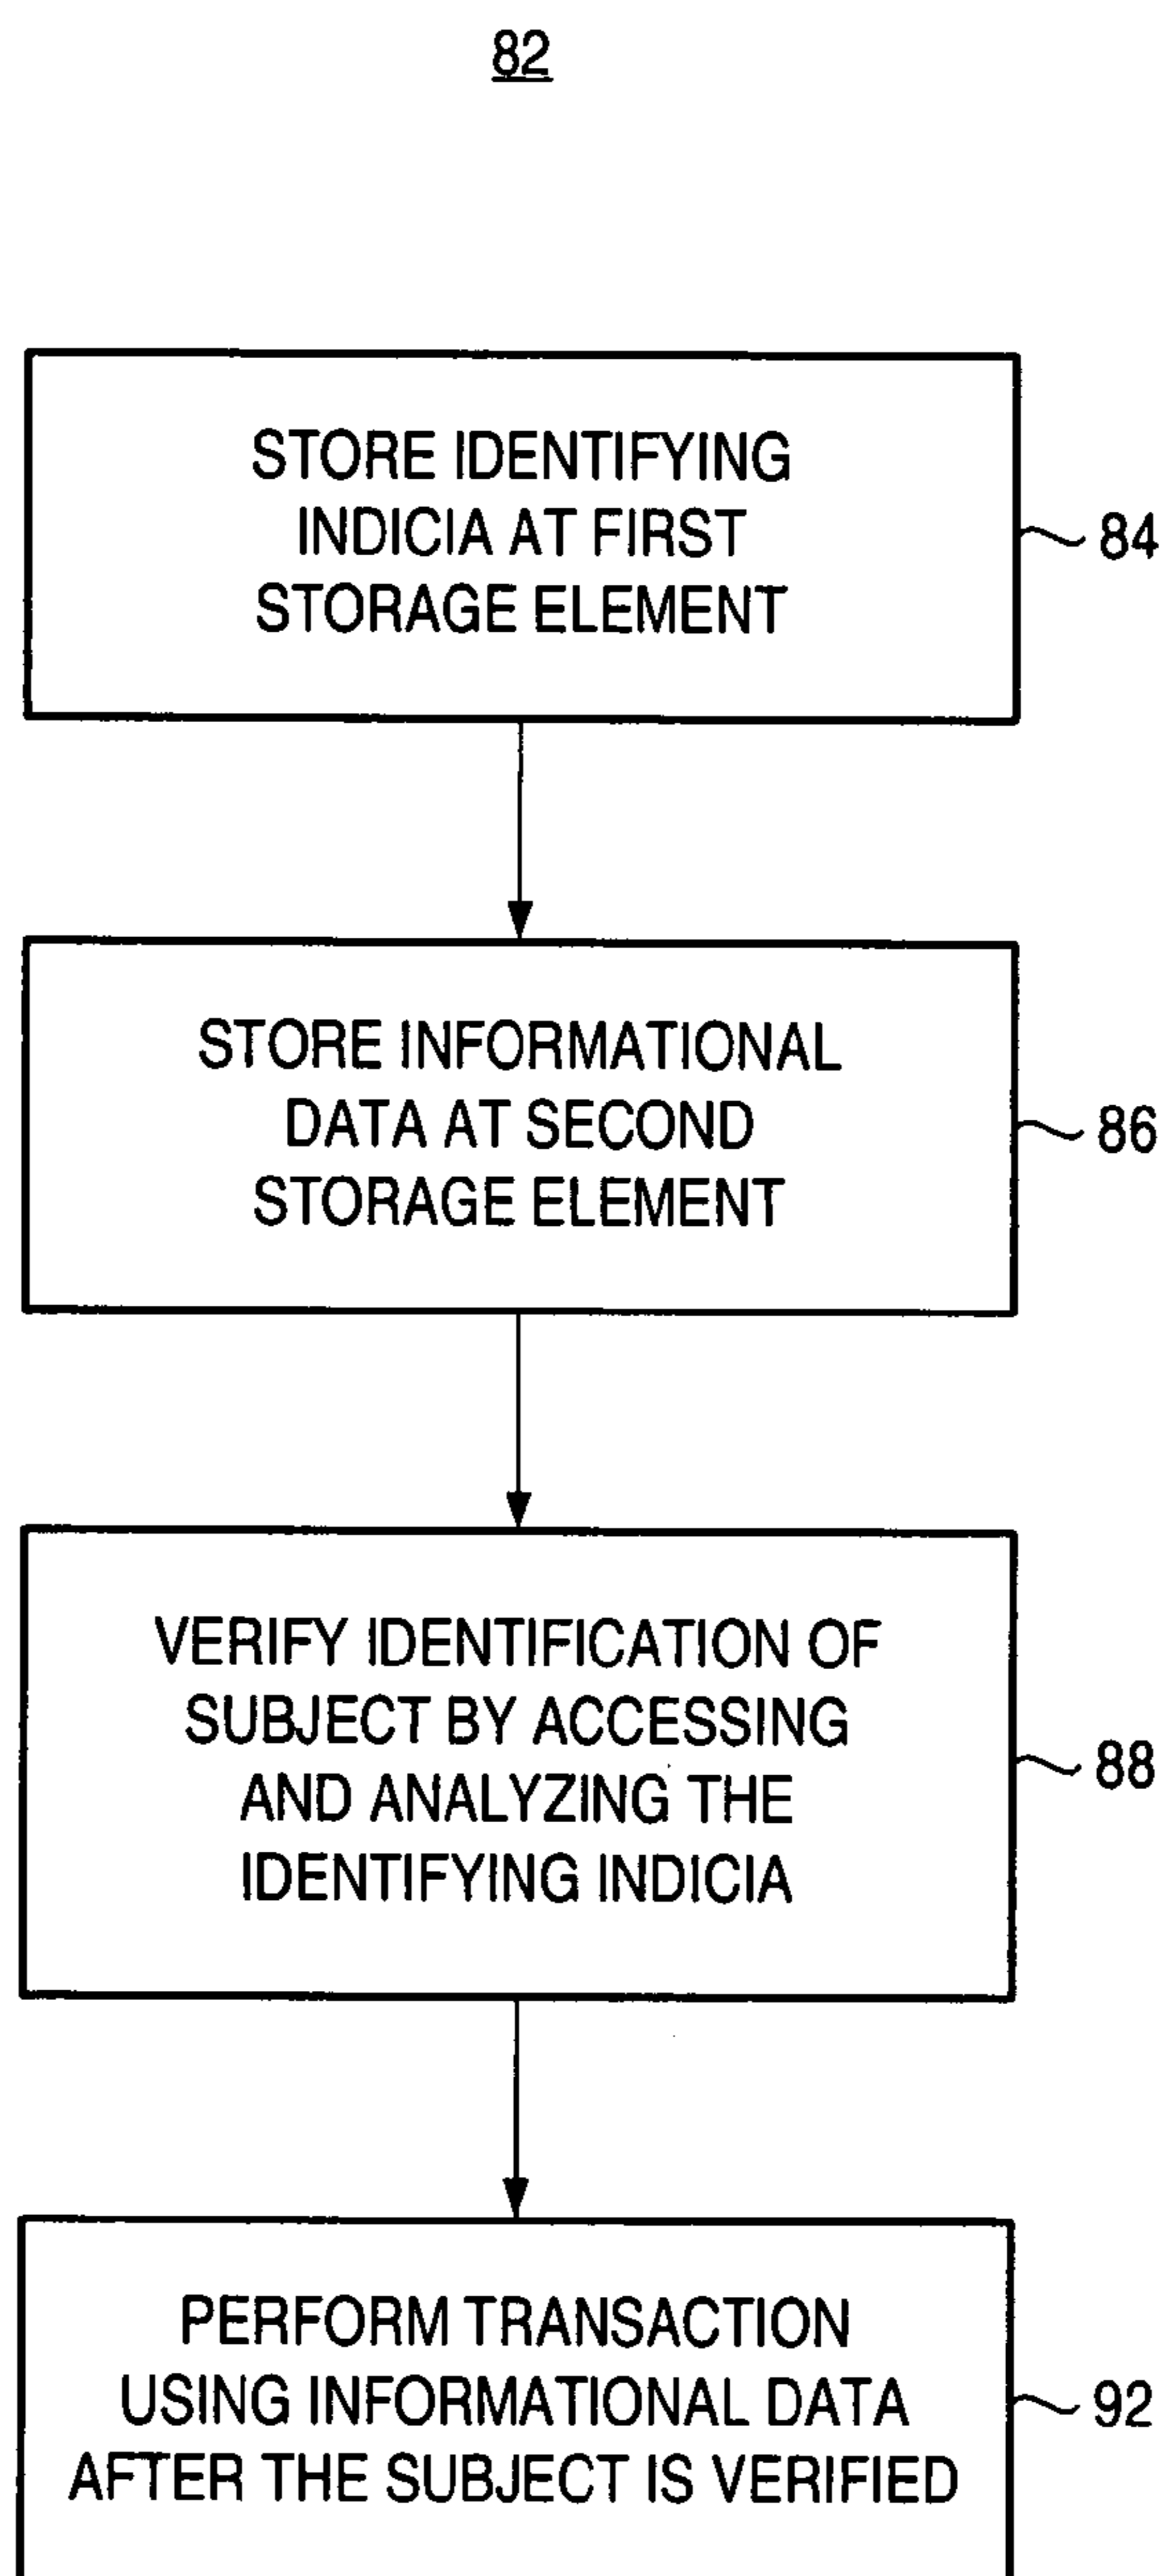 82
STORE IDENTIFYING
INDICIA AT FIRST
STORAGE ELEMENT
84
STORE INFORMATIONAL
DATA AT SECOND
STORAGE ELEMENT
86
VERIFY IDENTIFICATION OF
SUBJECT BY ACCESSING
AND ANALYZING THE
IDENTIFYING INDICIA
88
PERFORM TRANSACTION
USING INFORMATIONAL DATA
AFTER THE SUBJECT IS VERIFIED
92